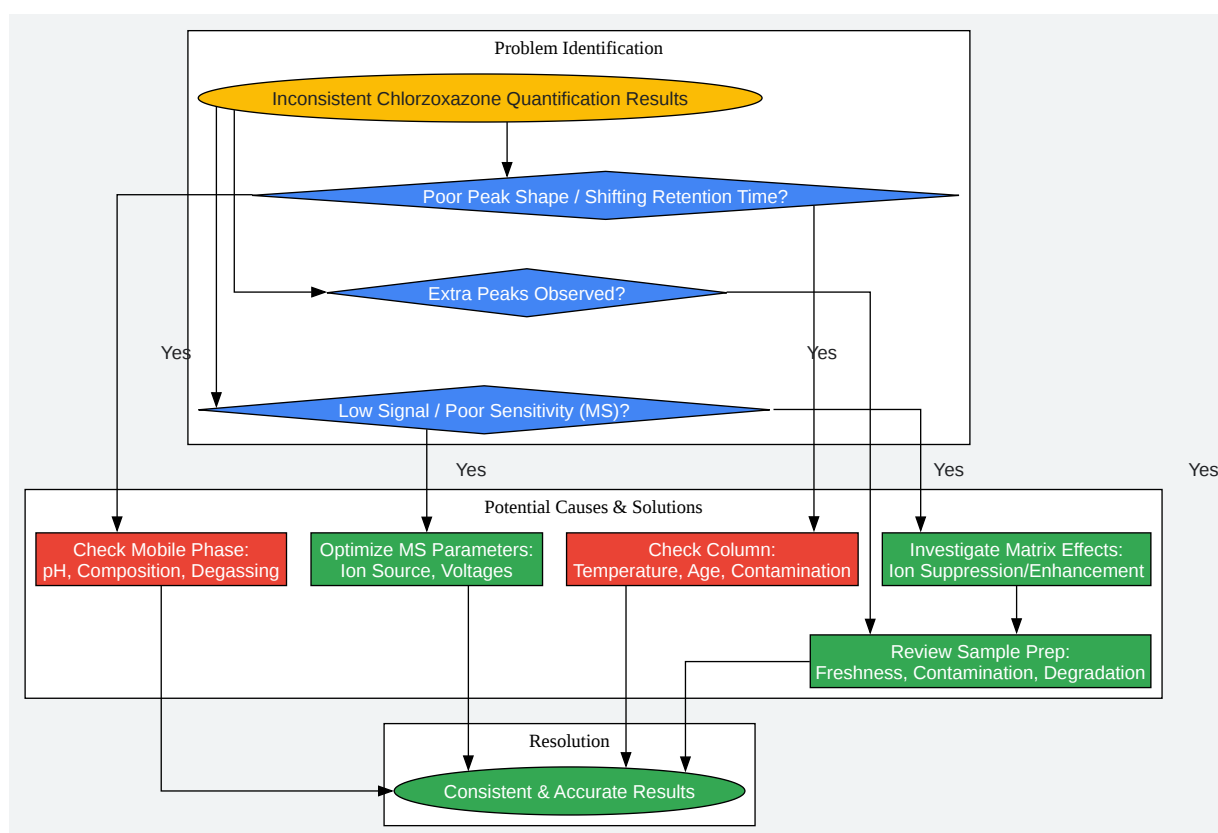 Problem Identification
Inconsistent Chlorzoxazone Quantification Results
Poor Peak Shape / Shifting Retention Time?
Extra Peaks Observed?
Yes
Yes
Low Signal / Poor Sensitivity (MS)?
Yes
Yes
Yes
Potential Causes & Solutions
Check Mobile Phase:
pH, Composition, Degassing
Optimize MS Parameters:
Ion Source, Voltages
Check Column:
Temperature, Age, Contamination
Investigate Matrix Effects:
Ion Suppression/Enhancement
Review Sample Prep:
Freshness, Contamination, Degradation
Resolution
Consistent & Accurate Results